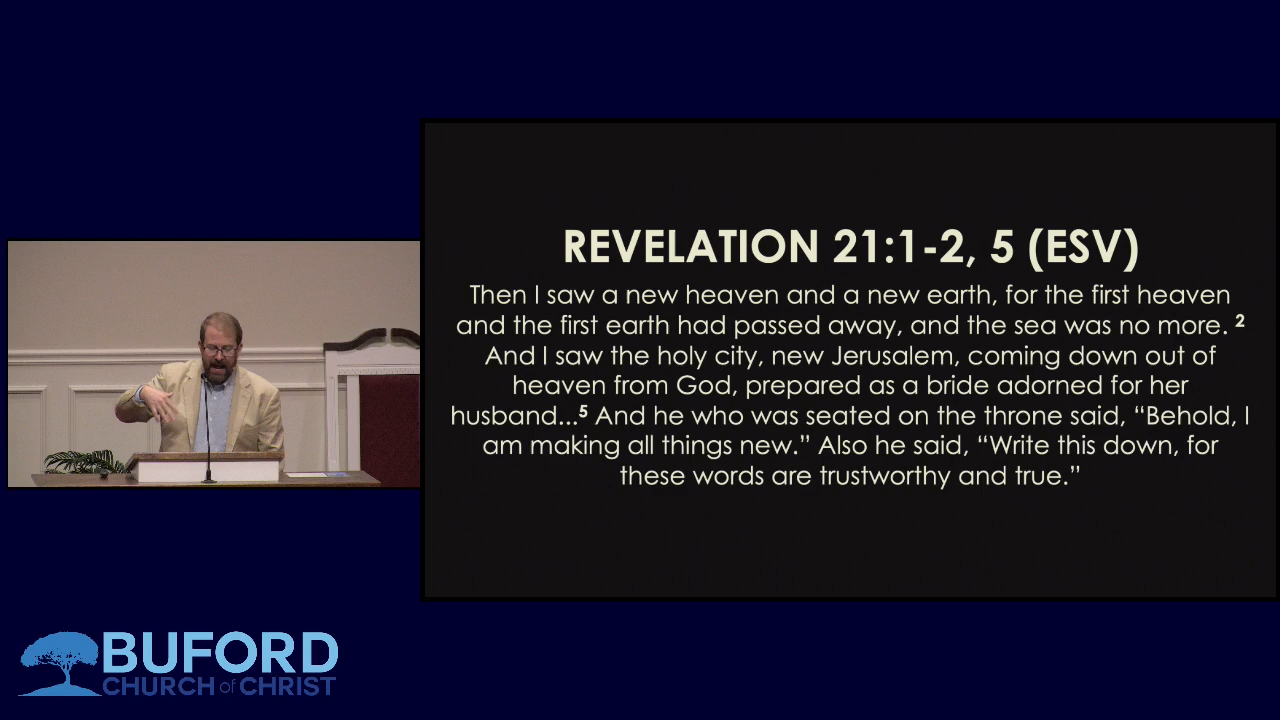 REVELATION 21:1-2, 5 (ESV)
Then I saw a new heaven and a new earth, for the first heaven
and the first earth had passed away, and the sea was no more. 2
And I saw the holy city, new Jerusalem, coming down out of
heaven from God, prepared as a bride adorned for her
husband...5 And he who was seated on the throne said, “Behold, I
am making all things new.” Also he said, “Write this down, for
these words are trustworthy and true.”
BUFORD
CHURCH of CHRIST